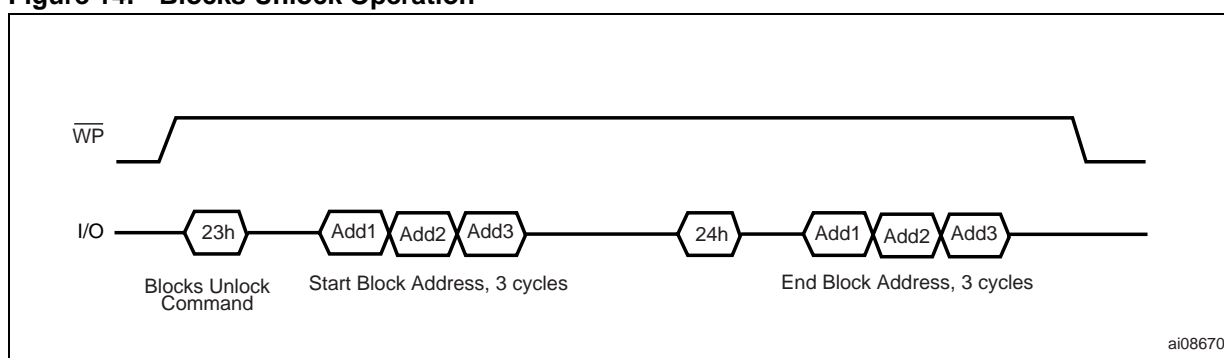 Figure 14. Blocks Unlock Operation
WP
I/O
23h
Add1
Add2
Add3
24h
Add1
Add2
Add3
Blocks Unlock
Command
Start Block Address, 3 cycles
End Block Address, 3 cycles
ai08670